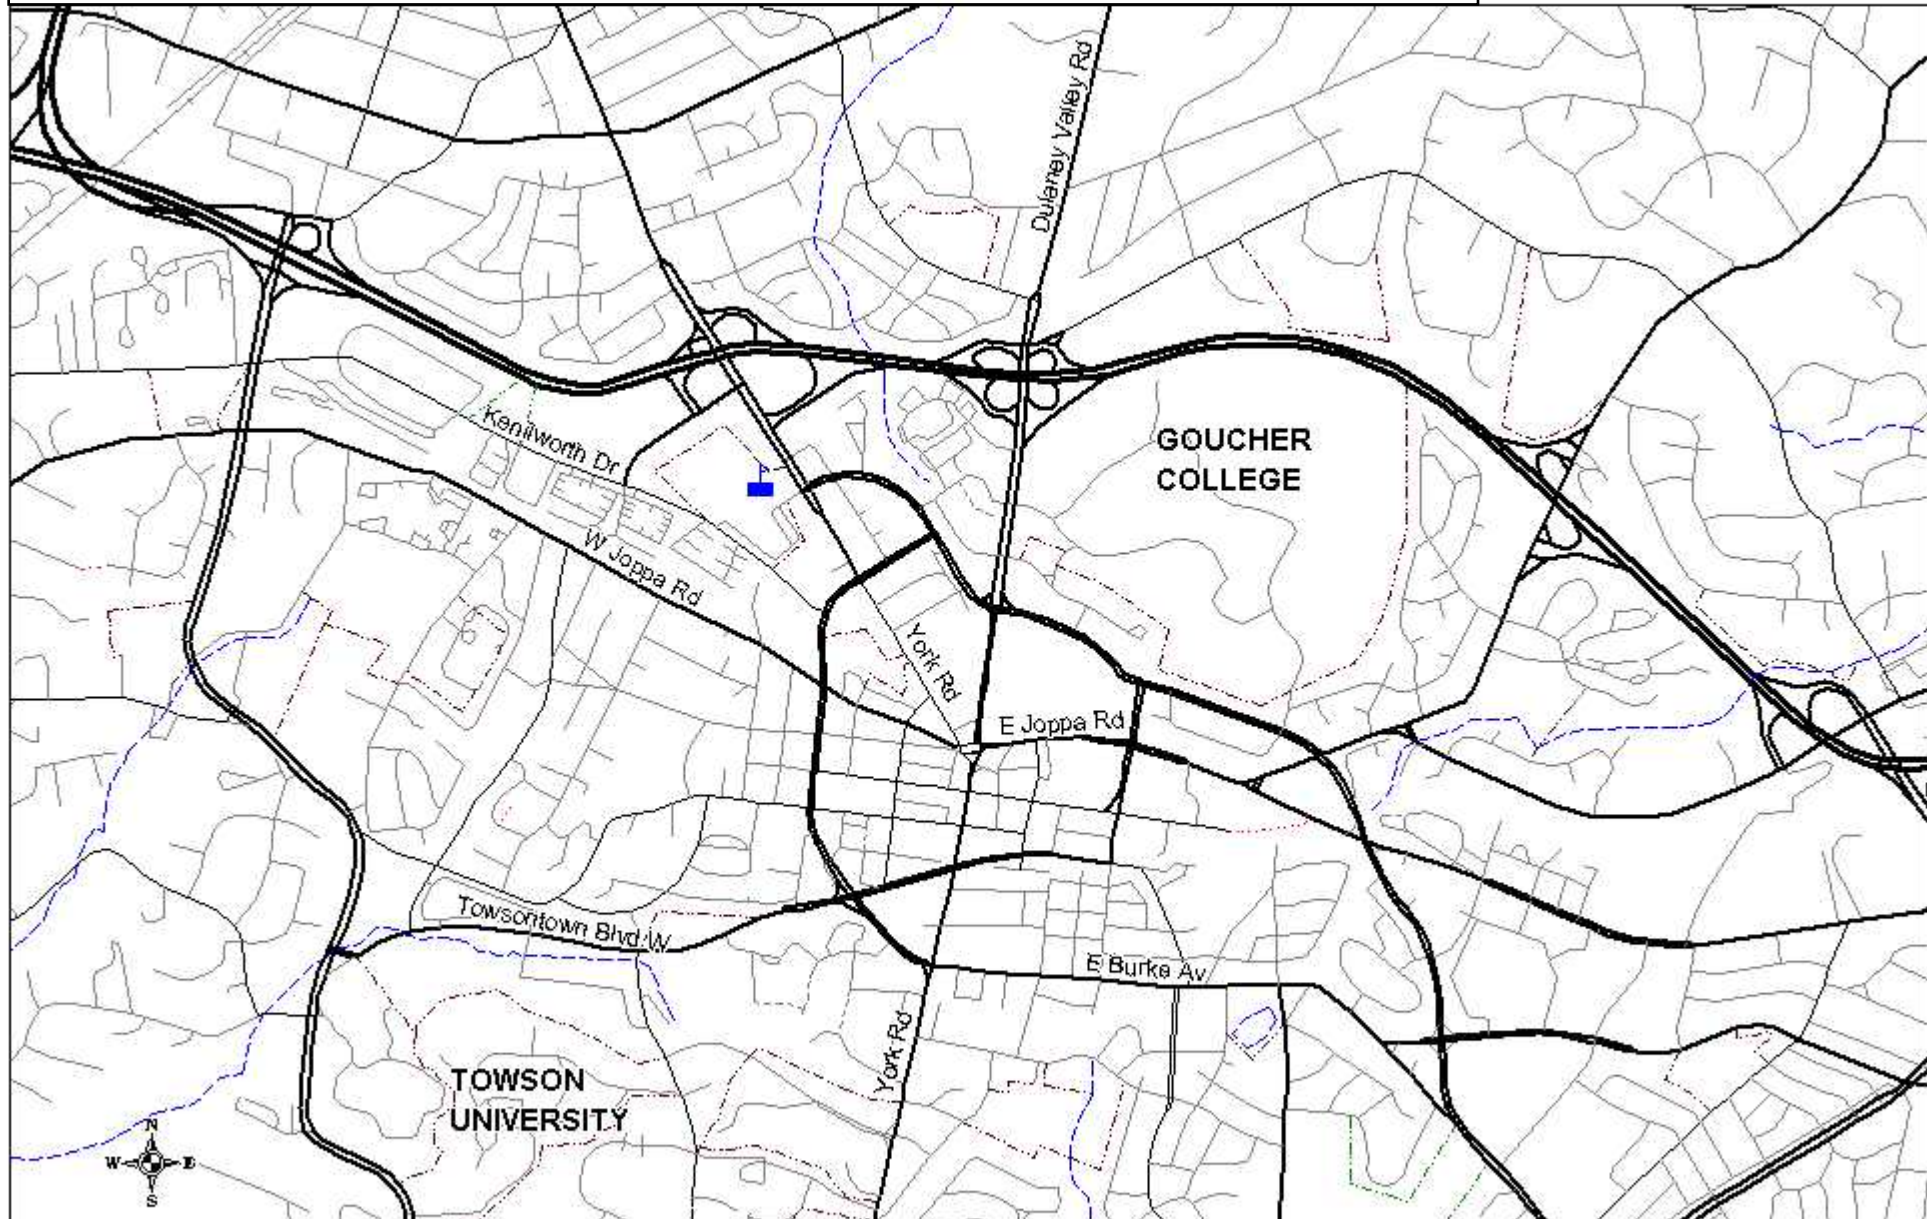 Dulaney Valley Rd
GOUCHER
COLLEGE
Kenilworth Dr
W Joppa Rd
York Rd
E Joppa Rd
Towsontown Blvd W
E Burke Av
York Rd
TOWSON
UNIVERSITY
N
W E
S